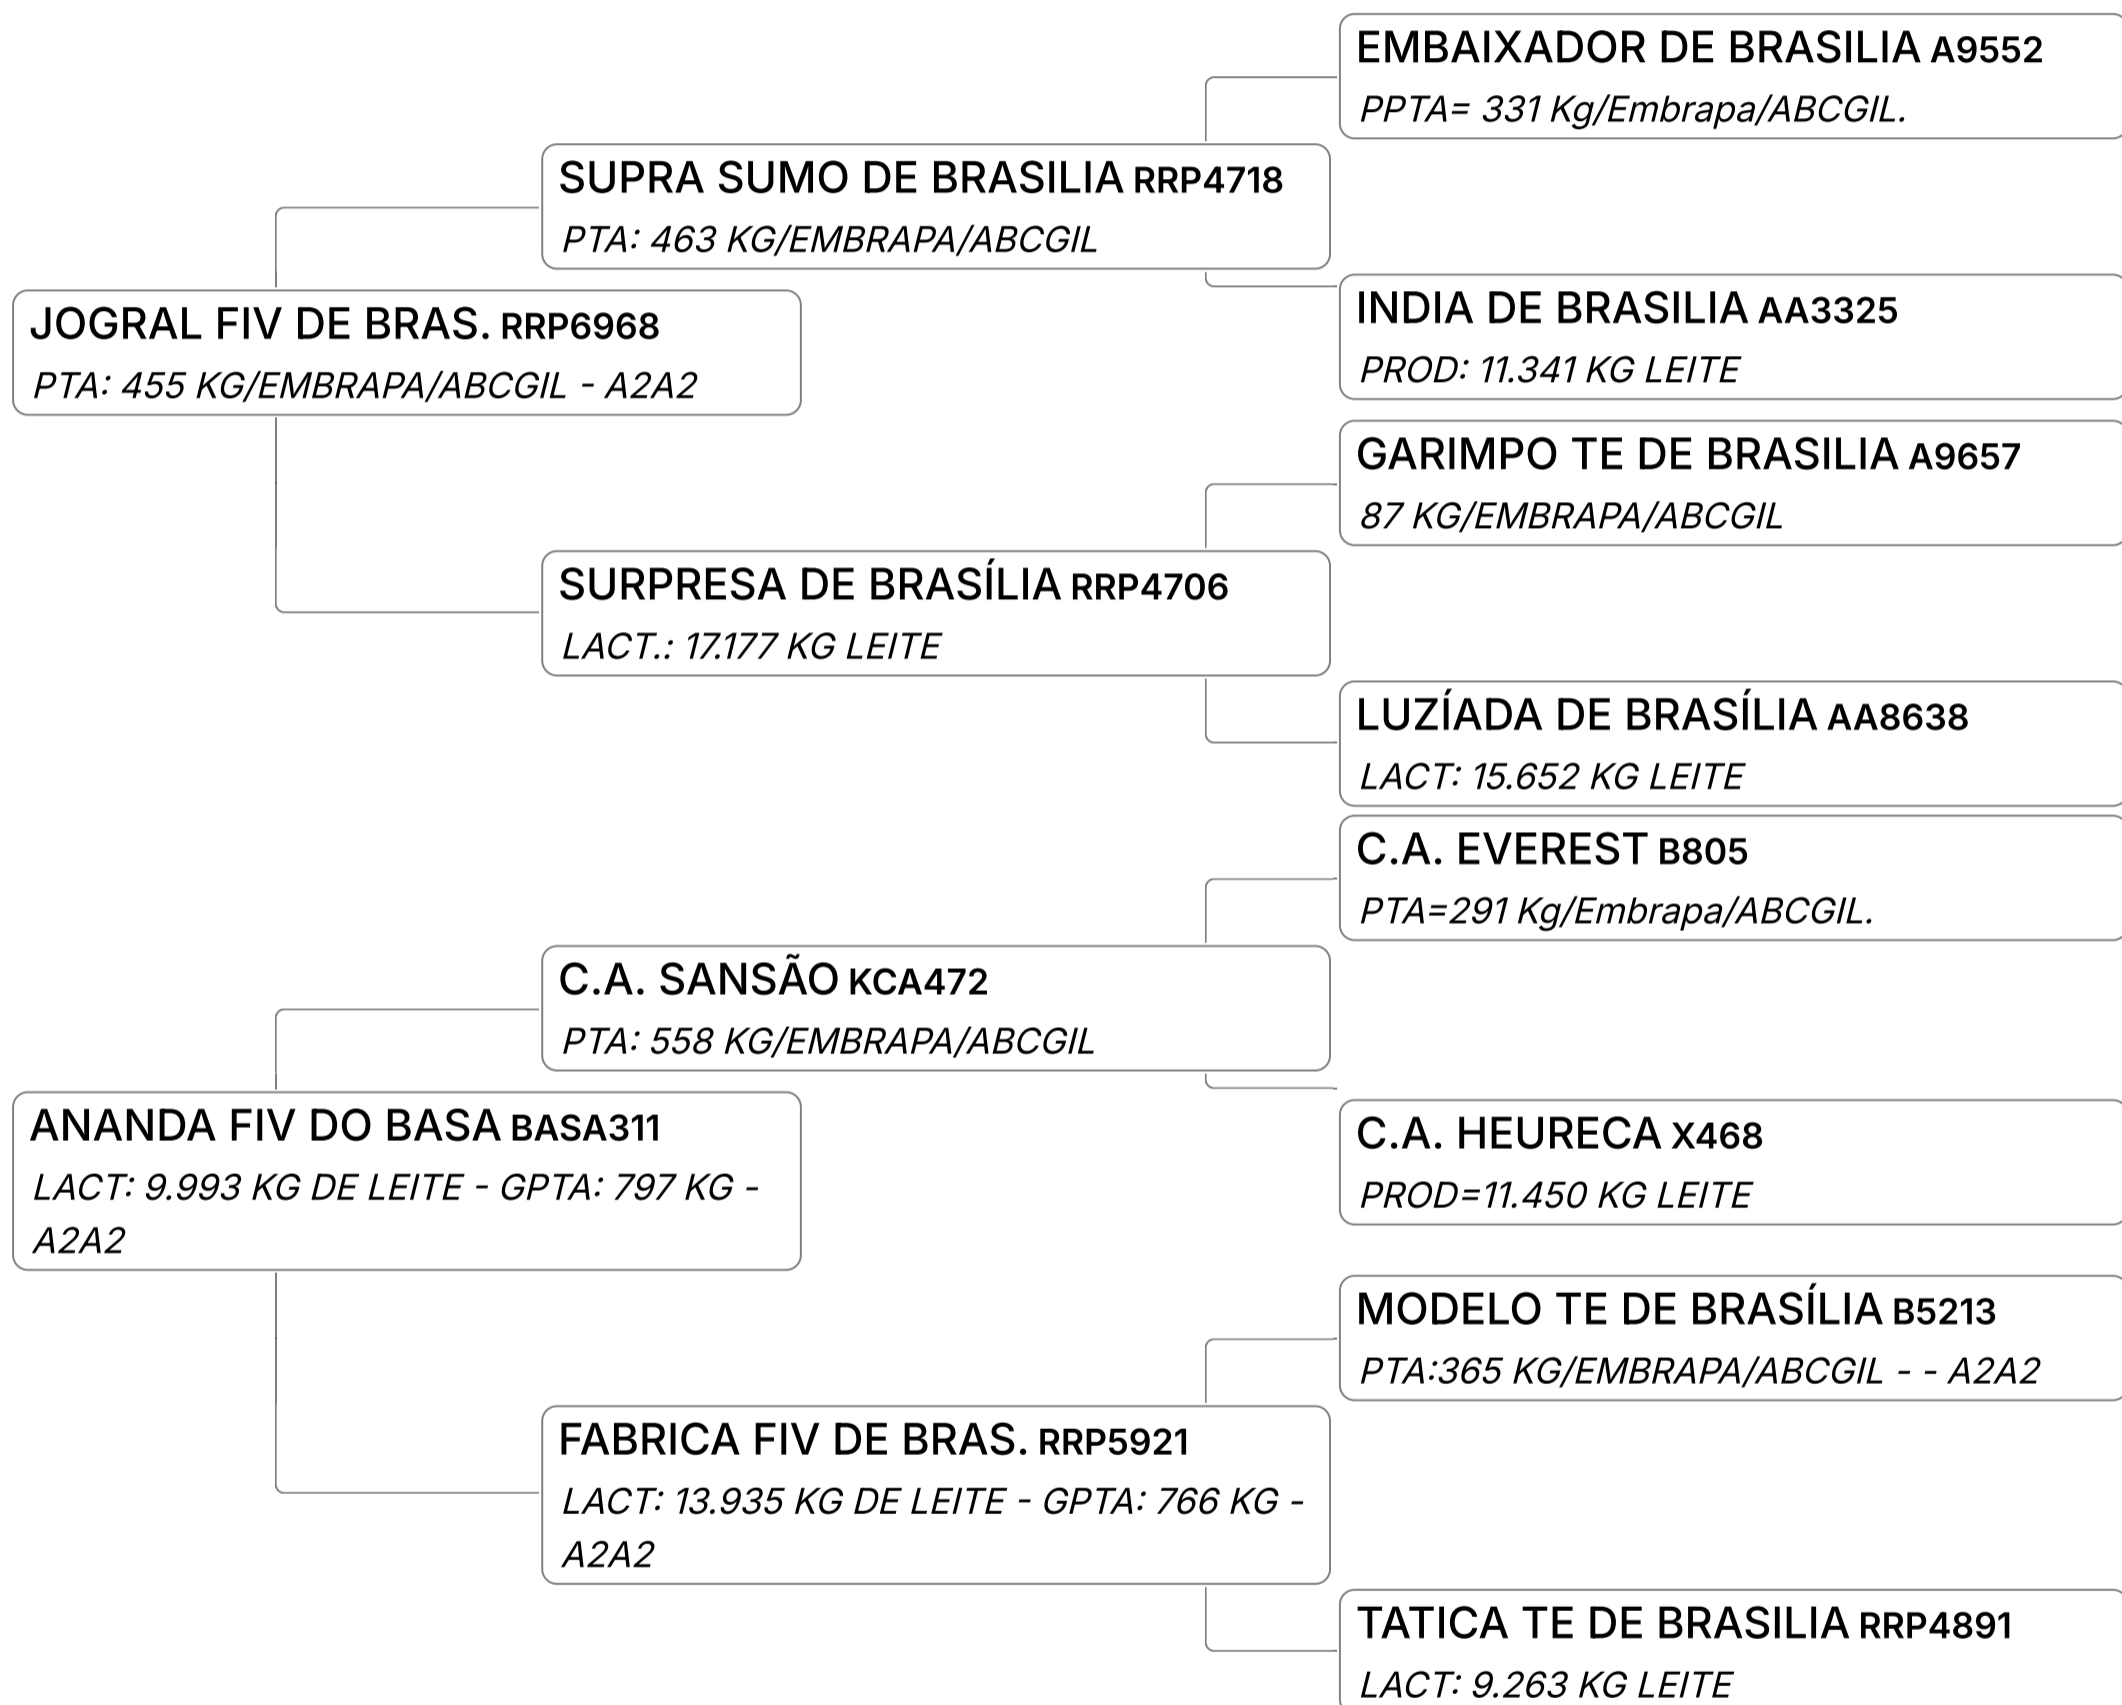 EMBAIXADOR DE BRASILIA A9552
PPTA= 331 Kg/Embrapa/ABCGIL.
SUPRA SUMO DE BRASILIA RRP4718
PTA: 463 KG/EMBRAPA/ABCGIL
INDIA DE BRASILIA AA3325
PROD: 11.341 KG LEITE
JOGRAL FIV DE BRAS. RRP6968
PTA: 455 KG/EMBRAPA/ABCGIL - A2A2
GARIMPO TE DE BRASILIA A9657
87 KG/EMBRAPA/ABCGIL
SURPRESA DE BRASÍLIA RRP4706
LACT.: 17.177 KG LEITE
LUZÍADA DE BRASÍLIA AA8638
LACT: 15.652 KG LEITE
C.A. EVEREST B805
PTA=291 Kg/Embrapa/ABCGIL.
C.A. SANSÃO KCA472
PTA: 558 KG/EMBRAPA/ABCGIL
C.A. HEURECA X468
PROD=11.450 KG LEITE
ANANDA FIV DO BASA BASA311
LACT: 9.993 KG DE LEITE - GPTA: 797 KG -
A2A2
MODELO TE DE BRASÍLIA B5213
PTA:365 KG/EMBRAPA/ABCGIL - - A2A2
FABRICA FIV DE BRAS. RRP5921
LACT: 13.935 KG DE LEITE - GPTA: 766 KG -
A2A2
TATICA TE DE BRASILIA RRP4891
LACT: 9.263 KG LEITE